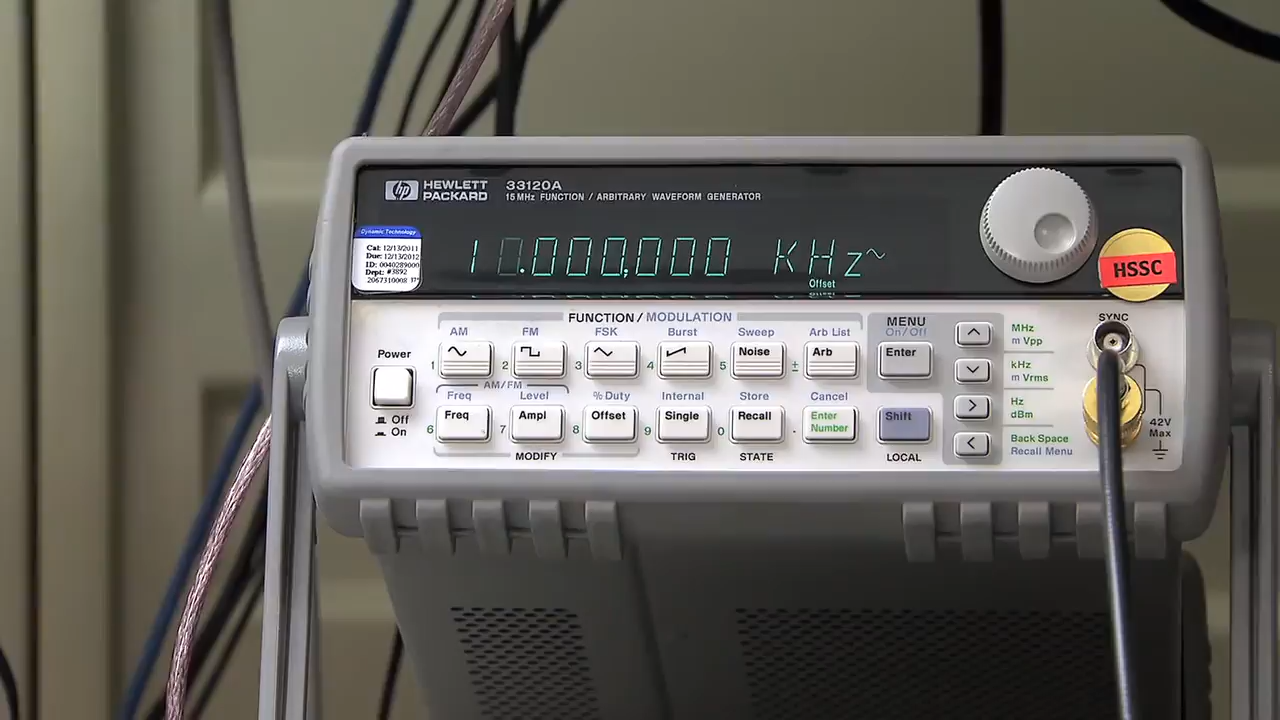 hp HEWLETT PACKARD 33120A
15 MHz FUNCTION / ARBITRARY WAVEFORM GENERATOR
Dynamic Technology
Cal: 12/13/2011
Due: 12/13/2012
ID: 0040289000
Dept: #3892
10.000,000 KHz~
Offset
HSSC
FUNCTION / MODULATION
MENU
On / Off
SYNC
AM FM FSK Burst Sweep Arb List
1 2 3 4 5 Noise ± Arb Enter
MHz
m Vpp
kHz
m Vrms
Hz
dBm
Back Space
Recall Menu
Power
Off
On
AM/FM
Freq Level % Duty Internal Store Cancel
6 Freq 7 Ampl 8 Offset 9 Single 0 Recall . Enter Number Shift
MODIFY TRIG STATE LOCAL
42V
Max